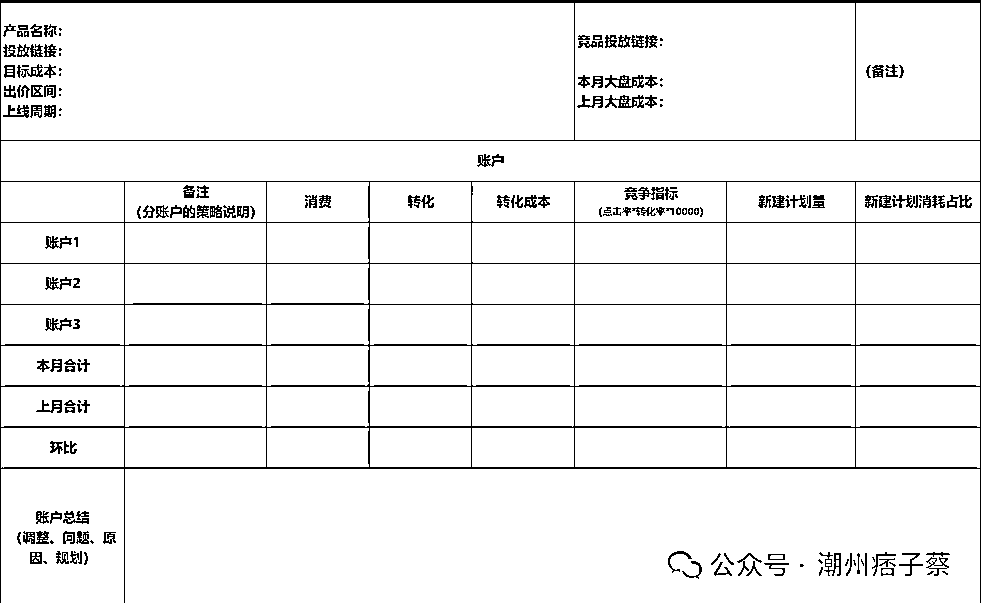 产品名称：
投放链接：
目标成本：
出价区间：
上线周期：
竞品投放链接：
本月大盘成本：
上月大盘成本：
（备注）
账户
备注
（分账户的策略说明）
消费
转化
转化成本
竞争指标
（点击率*转化率*10000）
新建计划量
新建计划消耗占比
账户1
账户2
账户3
本月合计
上月合计
环比
账户总结
（调整、问题、原
因、规划）
公众号 · 潮州痞子蔡